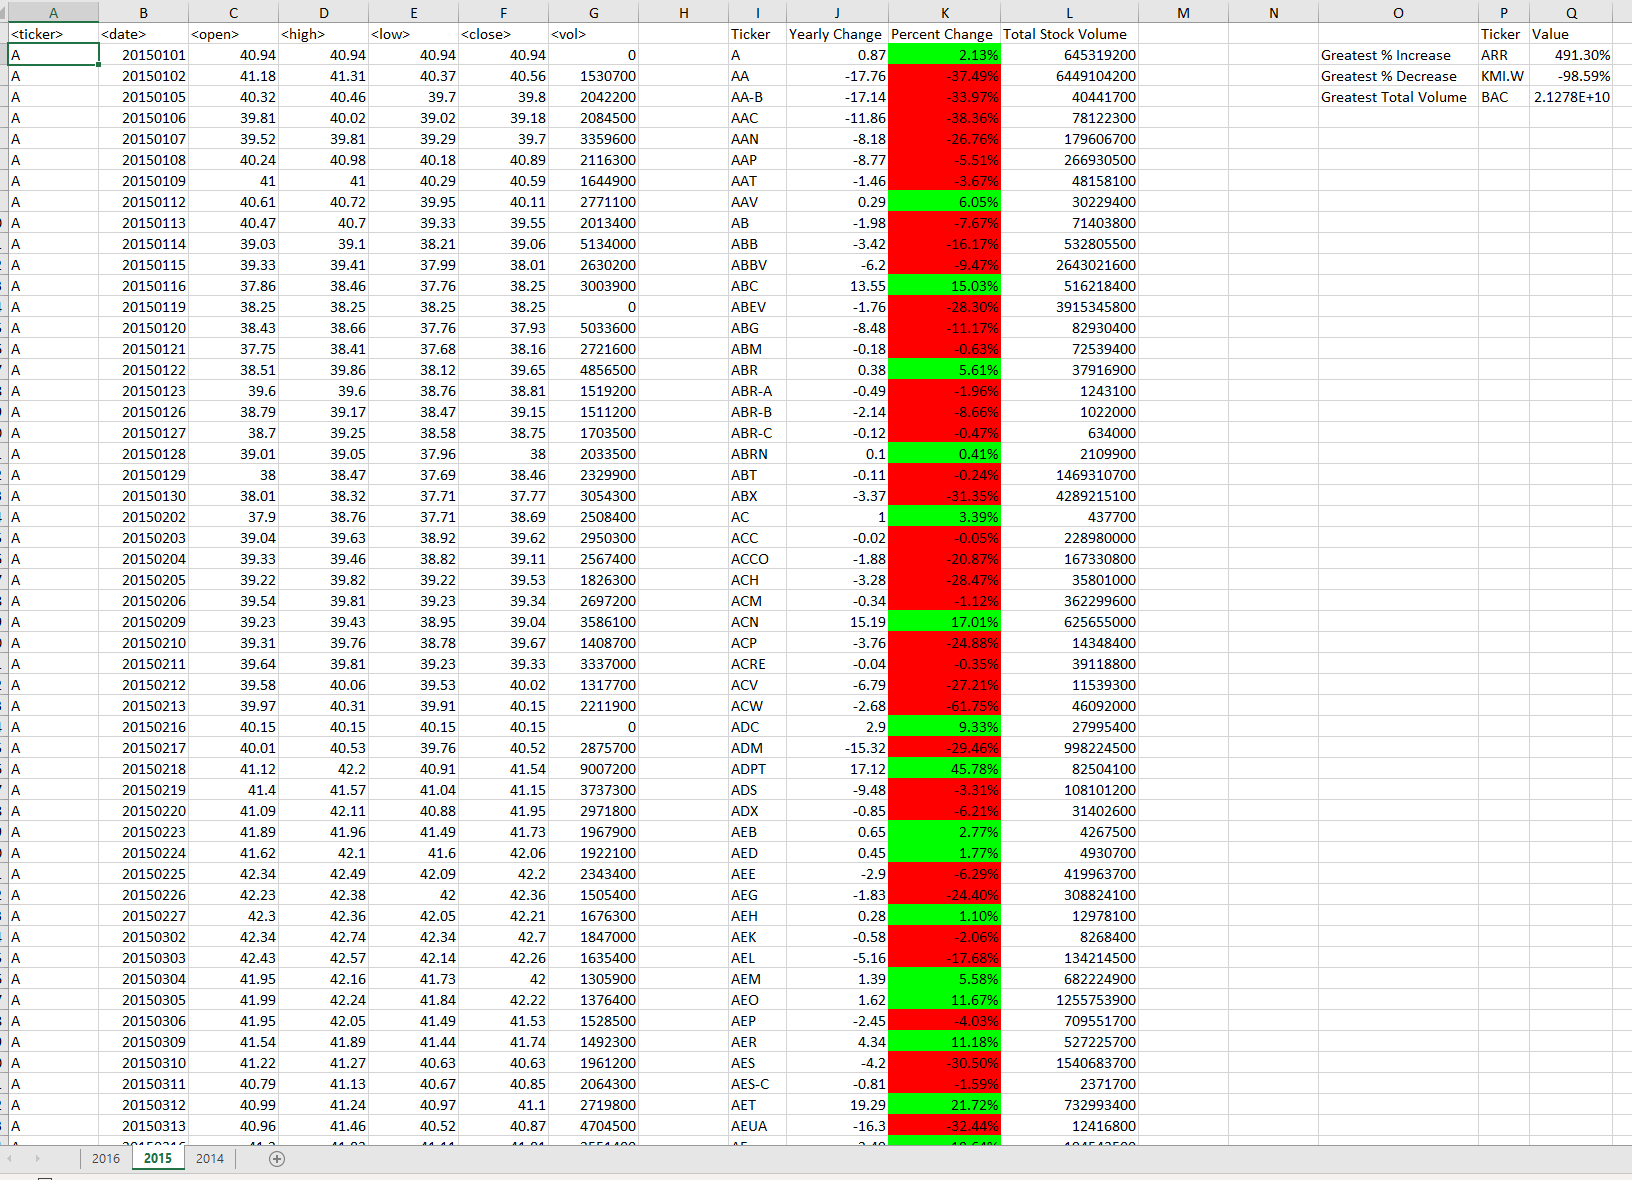 A B C D E F G H I J K L M N O P Q
<ticker> <date> <open> <high> <low> <close> <vol> Ticker Yearly Change Percent Change Total Stock Volume Ticker Value
A 20150101 40.94 40.94 40.94 40.94 0 A 0.87 2.13% 645319200 Greatest % Increase ARR 491.30%
A 20150102 41.18 41.31 40.37 40.56 1530700 AA -17.76 -37.49% 6449104200 Greatest % Decrease KMI.W -98.59%
A 20150105 40.32 40.46 39.7 39.8 2042200 AA-B -17.14 -33.97% 40441700 Greatest Total Volume BAC 2.1278E+10
A 20150106 39.81 40.02 39.02 39.18 2084500 AAC -11.86 -38.36% 78122300
A 20150107 39.52 39.81 39.29 39.7 3359600 AAN -8.18 -26.76% 179606700
A 20150108 40.24 40.98 40.18 40.89 2116300 AAP -8.77 -5.51% 266930500
A 20150109 41 41 40.29 40.59 1644900 AAT -1.46 -3.67% 48158100
A 20150112 40.61 40.72 39.95 40.11 2771100 AAV 0.29 6.05% 30229400
A 20150113 40.47 40.7 39.33 39.55 2013400 AB -1.98 -7.67% 71403800
A 20150114 39.03 39.1 38.21 39.06 5134000 ABB -3.42 -16.17% 532805500
A 20150115 39.33 39.41 37.99 38.01 2630200 ABBV -6.2 -9.47% 2643021600
A 20150116 37.86 38.46 37.76 38.25 3003900 ABC 13.55 15.03% 516218400
A 20150119 38.25 38.25 38.25 38.25 0 ABEV -1.76 -28.30% 3915345800
A 20150120 38.43 38.66 37.76 37.93 5033600 ABG -8.48 -11.17% 82930400
A 20150121 37.75 38.41 37.68 38.16 2721600 ABM -0.18 -0.63% 72539400
A 20150122 38.51 39.86 38.12 39.65 4856500 ABR 0.38 5.61% 37916900
A 20150123 39.6 39.6 38.76 38.81 1519200 ABR-A -0.49 -1.96% 1243100
A 20150126 38.79 39.17 38.47 39.15 1511200 ABR-B -2.14 -8.66% 1022000
A 20150127 38.7 39.25 38.58 38.75 1703500 ABR-C -0.12 -0.47% 634000
A 20150128 39.01 39.05 37.96 38 2033500 ABRN 0.1 0.41% 2109900
A 20150129 38 38.47 37.69 38.46 2329900 ABT -0.11 -0.24% 1469310700
A 20150130 38.01 38.32 37.71 37.77 3054300 ABX -3.37 -31.35% 4289215100
A 20150202 37.9 38.76 37.71 38.69 2508400 AC 1 3.39% 437700
A 20150203 39.04 39.63 38.92 39.62 2950300 ACC -0.02 -0.05% 228980000
A 20150204 39.33 39.46 38.82 39.11 2567400 ACCO -1.88 -20.87% 167330800
A 20150205 39.22 39.82 39.22 39.53 1826300 ACH -3.28 -28.47% 35801000
A 20150206 39.54 39.81 39.23 39.34 2697200 ACM -0.34 -1.12% 362299600
A 20150209 39.23 39.43 38.95 39.04 3586100 ACN 15.19 17.01% 625655000
A 20150210 39.31 39.76 38.78 39.67 1408700 ACP -3.76 -24.88% 14348400
A 20150211 39.64 39.81 39.23 39.33 3337000 ACRE -0.04 -0.35% 39118800
A 20150212 39.58 40.06 39.53 40.02 1317700 ACV -6.79 -27.21% 11539300
A 20150213 39.97 40.31 39.91 40.15 2211900 ACW -2.68 -61.75% 46092000
A 20150216 40.15 40.15 40.15 40.15 0 ADC 2.9 9.33% 27995400
A 20150217 40.01 40.53 39.76 40.52 2875700 ADM -15.32 -29.46% 998224500
A 20150218 41.12 42.2 40.91 41.54 9007200 ADPT 17.12 45.78% 82504100
A 20150219 41.4 41.57 41.04 41.15 3737300 ADS -9.48 -3.31% 108101200
A 20150220 41.09 42.11 40.88 41.95 2971800 ADX -0.85 -6.21% 31402600
A 20150223 41.89 41.96 41.49 41.73 1967900 AEB 0.65 2.77% 4267500
A 20150224 41.62 42.1 41.6 42.06 1922100 AED 0.45 1.77% 4930700
A 20150225 42.34 42.49 42.09 42.2 2343400 AEE -2.9 -6.29% 419963700
A 20150226 42.23 42.38 42 42.36 1505400 AEG -1.83 -24.40% 308824100
A 20150227 42.3 42.36 42.05 42.21 1676300 AEH 0.28 1.10% 12978100
A 20150302 42.34 42.74 42.34 42.7 1847000 AEK -0.58 -2.06% 8268400
A 20150303 42.43 42.57 42.14 42.26 1635400 AEL -5.16 -17.68% 134214500
A 20150304 41.95 42.16 41.73 42 1305900 AEM 1.39 5.58% 682224900
A 20150305 41.99 42.24 41.84 42.22 1376400 AEO 1.62 11.67% 1255753900
A 20150306 41.95 42.05 41.49 41.53 1528500 AEP -2.45 -4.03% 709551700
A 20150309 41.54 41.89 41.44 41.74 1492300 AER 4.34 11.18% 527225700
A 20150310 41.22 41.27 40.63 40.63 1961200 AES -4.2 -30.50% 1540683700
A 20150311 40.79 41.13 40.67 40.85 2064300 AES-C -0.81 -1.59% 2371700
A 20150312 40.99 41.24 40.97 41.1 2719800 AET 19.29 21.72% 732993400
A 20150313 40.96 41.46 40.52 40.87 4704500 AEUA -16.3 -32.44% 12416800
2016 2015 2014